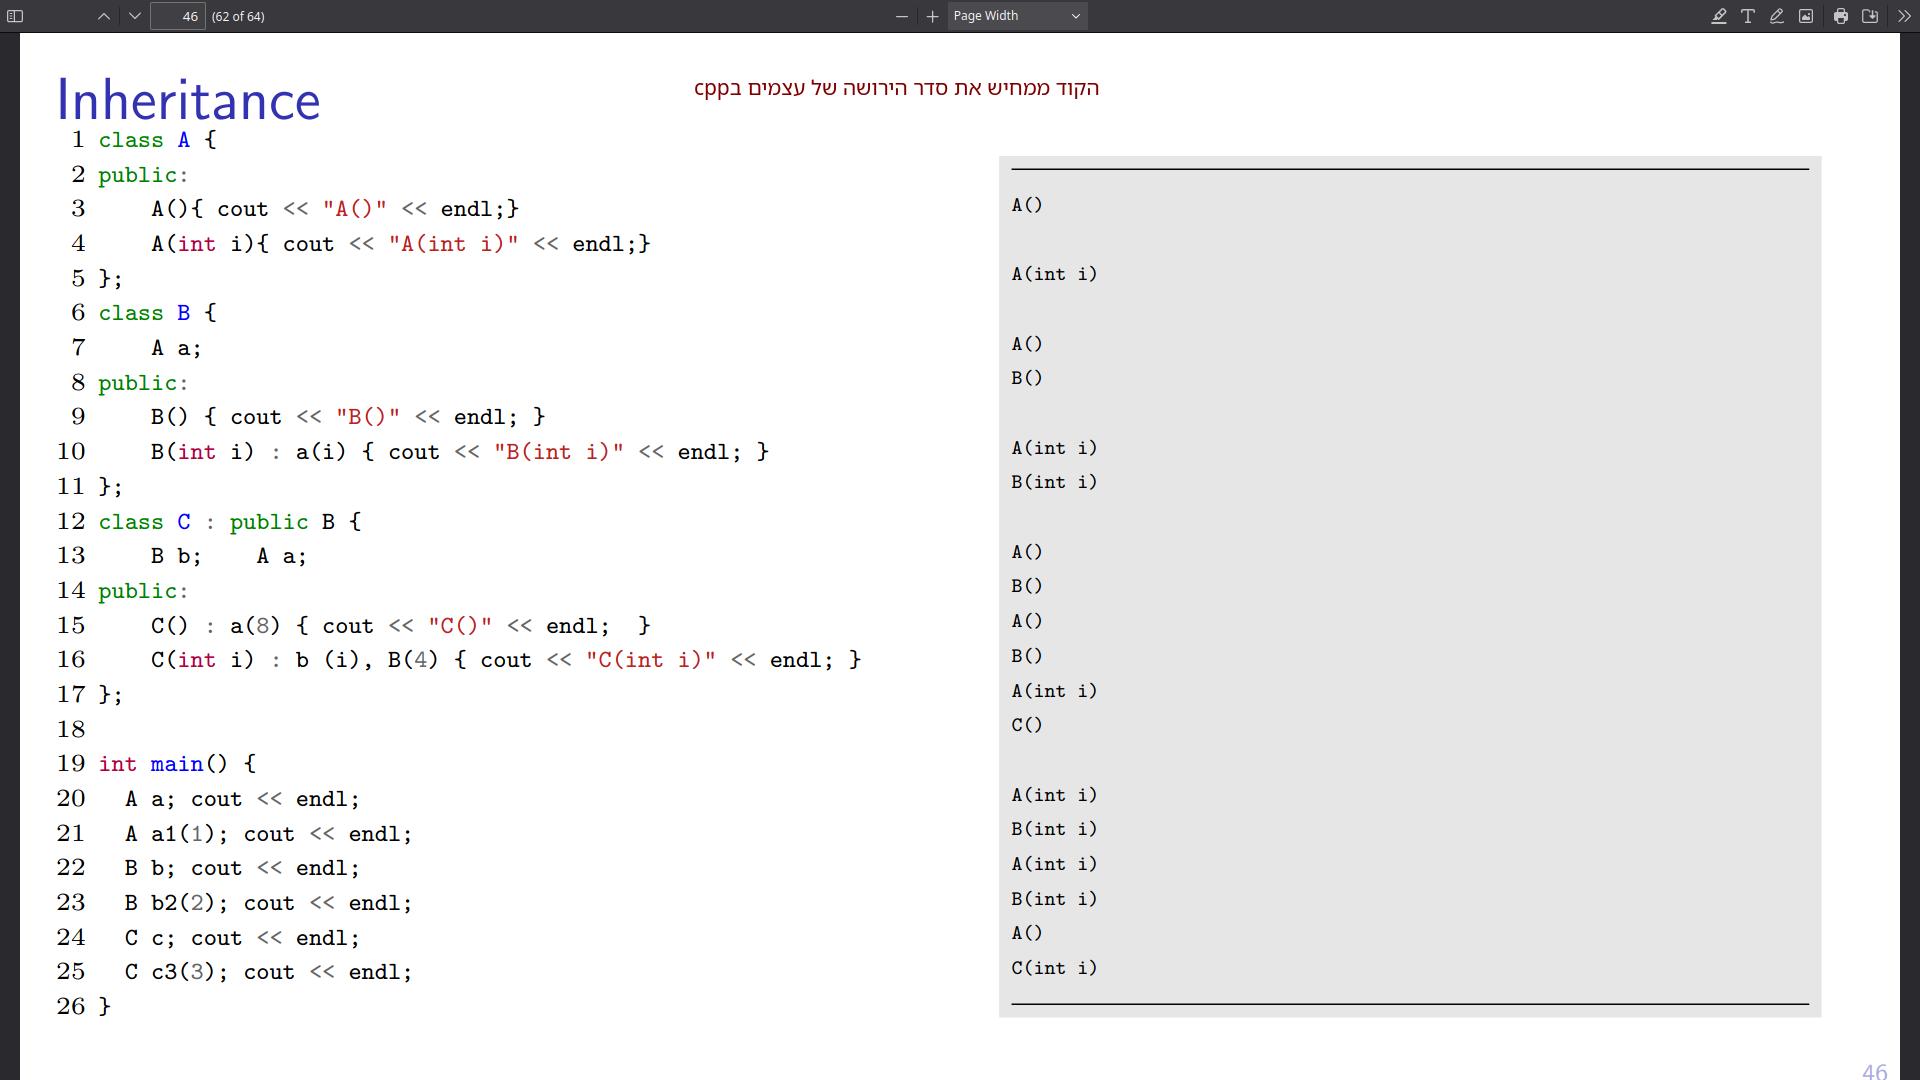 46 (62 of 64) Page Width
Inheritance
הקוד ממחיש את סדר הירושה של עצמים בcpp
1 class A {
2 public:
3     A(){ cout << "A()" << endl;}
4     A(int i){ cout << "A(int i)" << endl;}
5 };
6 class B {
7     A a;
8 public:
9     B() { cout << "B()" << endl; }
10     B(int i) : a(i) { cout << "B(int i)" << endl; }
11 };
12 class C : public B {
13     B b;    A a;
14 public:
15     C() : a(8) { cout << "C()" << endl;  }
16     C(int i) : b (i), B(4) { cout << "C(int i)" << endl; }
17 };
18
19 int main() {
20   A a; cout << endl;
21   A a1(1); cout << endl;
22   B b; cout << endl;
23   B b2(2); cout << endl;
24   C c; cout << endl;
25   C c3(3); cout << endl;
26 }
A()
A(int i)
A()
B()
A(int i)
B(int i)
A()
B()
A()
B()
A(int i)
C()
A(int i)
B(int i)
A(int i)
B(int i)
A()
C(int i)
46